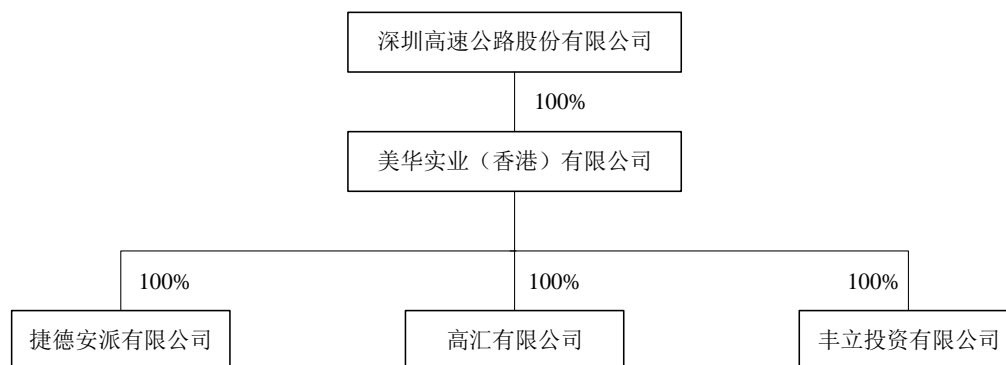 深圳高速公路股份有限公司
100%
美华实业（香港）有限公司
100%
100%
100%
捷德安派有限公司
高汇有限公司
丰立投资有限公司